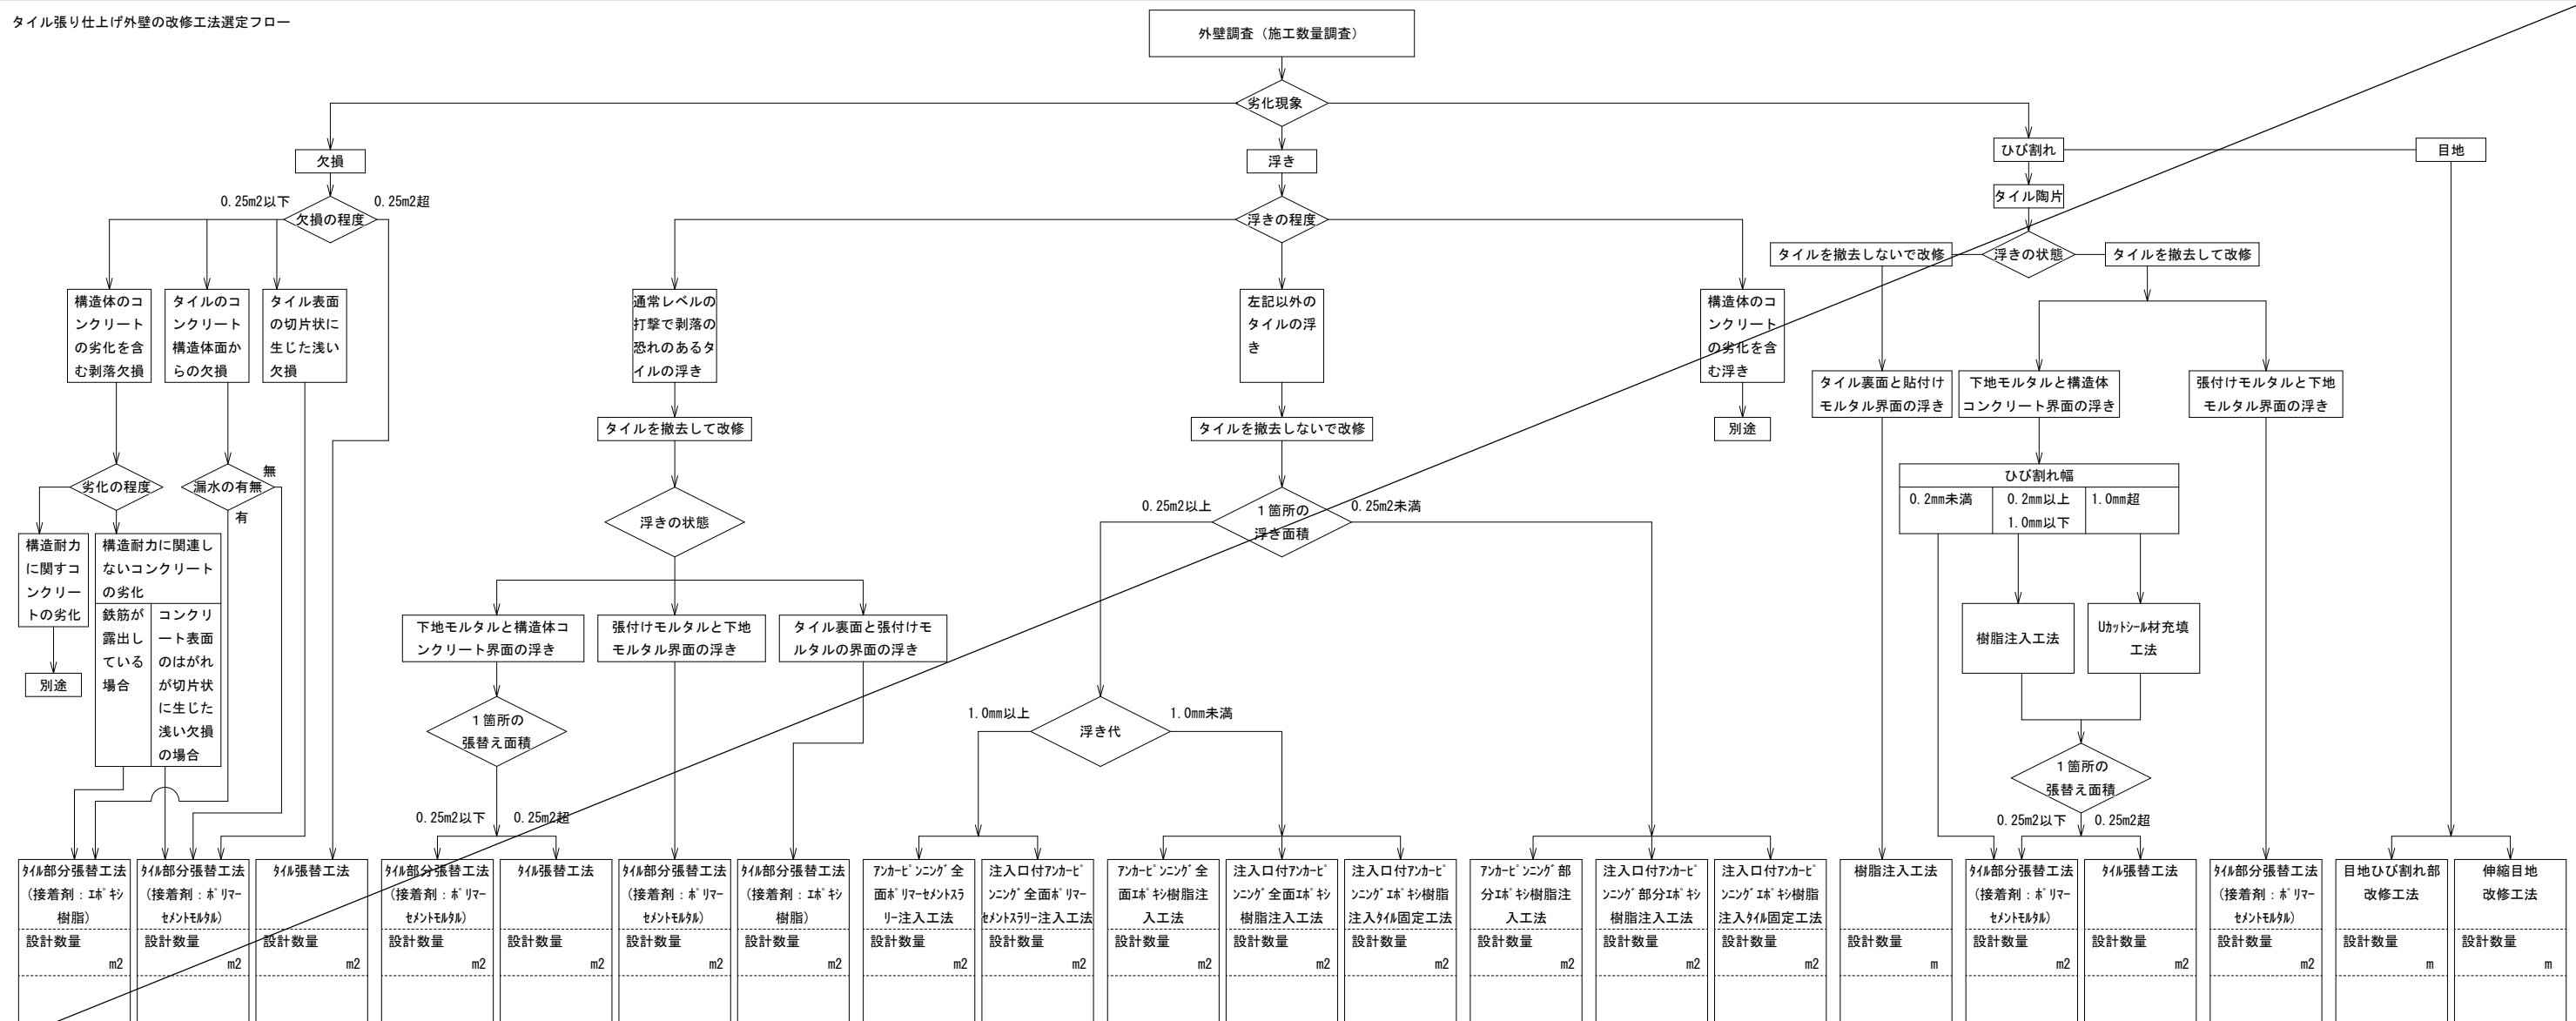 タイル張り仕上げ外壁の改修工法選定フロー
外壁調査（施工数量調査）
劣化現象
欠損
浮き
ひび割れ
目地
タイル陶片
0.25m2以下
0.25m2超
欠損の程度
浮きの程度
タイルを撤去しないで改修
浮きの状態
タイルを撤去して改修
構造体のコ
ンクリート
の劣化を含
む剥落欠損
タイルのコ
ンクリート
構造体面か
らの欠損
タイル表面
の切片状に
生じた浅い
欠損
通常レベルの
打撃で剥落の
恐れのあるタ
イルの浮き
左記以外の
タイルの浮
き
構造体のコ
ンクリート
の劣化を含
む浮き
タイル裏面と貼付け
モルタル界面の浮き
下地モルタルと構造体
コンクリート界面の浮き
張付けモルタルと下地
モルタル界面の浮き
タイルを撤去して改修
タイルを撤去しないで改修
別途
劣化の程度
漏水の有無
無
有
浮きの状態
0.25m2以上
1箇所の
浮き面積
0.25m2未満
ひび割れ幅
0.2mm未満
0.2mm以上
1.0mm以下
1.0mm超
構造耐力
に関すコ
ンクリー
トの劣化
構造耐力に関連し
ないコンクリート
の劣化
鉄筋が
露出し
ている
場合
コンクリ
ート表面
のはがれ
が切片状
に生じた
浅い欠損
の場合
別途
下地モルタルと構造体コ
ンクリート界面の浮き
張付けモルタルと下地
モルタル界面の浮き
タイル裏面と張付けモ
ルタルの界面の浮き
樹脂注入工法
Uカットシール材充填
工法
1箇所の
張替え面積
1.0mm以上
浮き代
1.0mm未満
1箇所の
張替え面積
0.25m2以下
0.25m2超
0.25m2以下
0.25m2超
ﾀｲﾙ部分張替工法
（接着剤：ｴﾎﾟｷｼ
樹脂）
設計数量
m2
ﾀｲﾙ部分張替工法
（接着剤：ﾎﾟﾘﾏｰ
ｾﾒﾝﾄﾓﾙﾀﾙ）
設計数量
m2
ﾀｲﾙ張替工法
設計数量
m2
ﾀｲﾙ部分張替工法
（接着剤：ﾎﾟﾘﾏｰ
ｾﾒﾝﾄﾓﾙﾀﾙ）
設計数量
m2
ﾀｲﾙ張替工法
設計数量
m2
ﾀｲﾙ部分張替工法
（接着剤：ﾎﾟﾘﾏｰ
ｾﾒﾝﾄﾓﾙﾀﾙ）
設計数量
m2
ﾀｲﾙ部分張替工法
（接着剤：ｴﾎﾟｷｼ
樹脂）
設計数量
m2
ｱﾝｶｰﾋﾟﾝﾆﾝｸﾞ全
面ﾎﾟﾘﾏｰｾﾒﾝﾄｽﾗ
ﾘｰ注入工法
設計数量
m2
注入口付ｱﾝｶｰﾋﾟ
ﾝﾆﾝｸﾞ全面ﾎﾟﾘﾏｰ
ｾﾒﾝﾄｽﾗﾘｰ注入工法
設計数量
m2
ｱﾝｶｰﾋﾟﾝﾆﾝｸﾞ全
面ｴﾎﾟｷｼ樹脂注
入工法
設計数量
m2
注入口付ｱﾝｶｰﾋﾟ
ﾝﾆﾝｸﾞ全面ｴﾎﾟｷｼ
樹脂注入工法
設計数量
m2
注入口付ｱﾝｶｰﾋﾟ
ﾝﾆﾝｸﾞｴﾎﾟｷｼ樹脂
注入ﾀｲﾙ固定工法
設計数量
m2
ｱﾝｶｰﾋﾟﾝﾆﾝｸﾞ部
分ｴﾎﾟｷｼ樹脂注
入工法
設計数量
m2
注入口付ｱﾝｶｰﾋﾟ
ﾝﾆﾝｸﾞ部分ｴﾎﾟｷｼ
樹脂注入工法
設計数量
m2
注入口付ｱﾝｶｰﾋﾟ
ﾝﾆﾝｸﾞｴﾎﾟｷｼ樹脂
注入ﾀｲﾙ固定工法
設計数量
m2
樹脂注入工法
設計数量
m
ﾀｲﾙ部分張替工法
（接着剤：ﾎﾟﾘﾏｰ
ｾﾒﾝﾄﾓﾙﾀﾙ）
設計数量
m2
ﾀｲﾙ張替工法
設計数量
m2
ﾀｲﾙ部分張替工法
（接着剤：ﾎﾟﾘﾏｰ
ｾﾒﾝﾄﾓﾙﾀﾙ）
設計数量
m2
目地ひび割れ部
改修工法
設計数量
m
伸縮目地
改修工法
設計数量
m